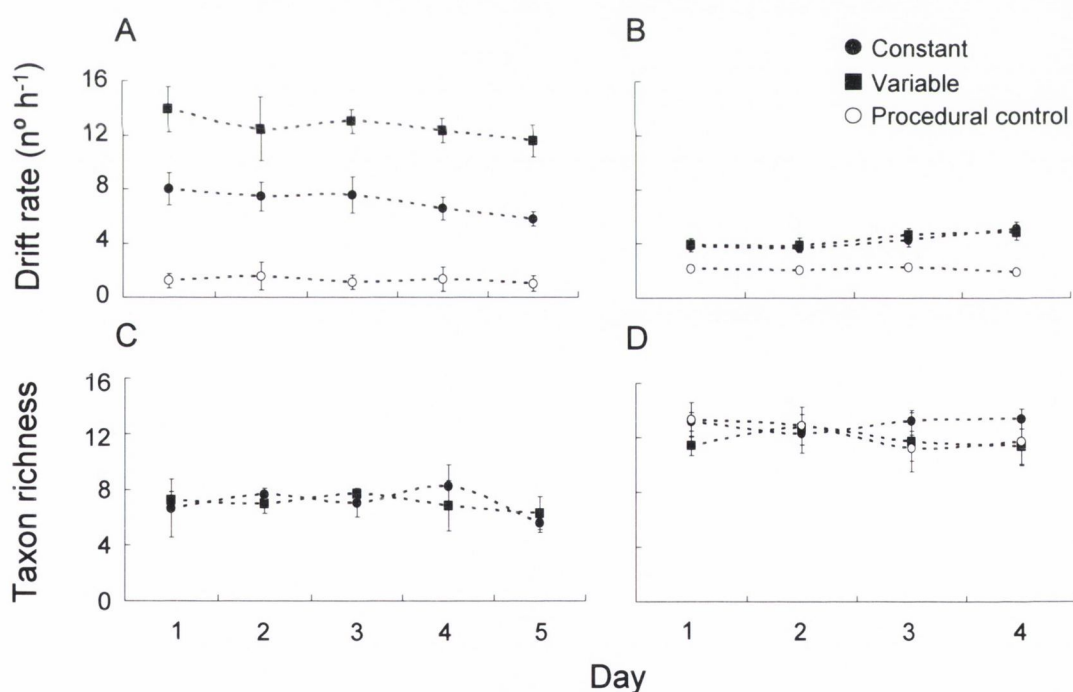 A
B
Constant
Variable
Procedural control
Drift rate (nº h-1)
16
12
8
4
0
C
D
Taxon richness
16
12
8
4
0
1 2 3 4 5
1 2 3 4
Day